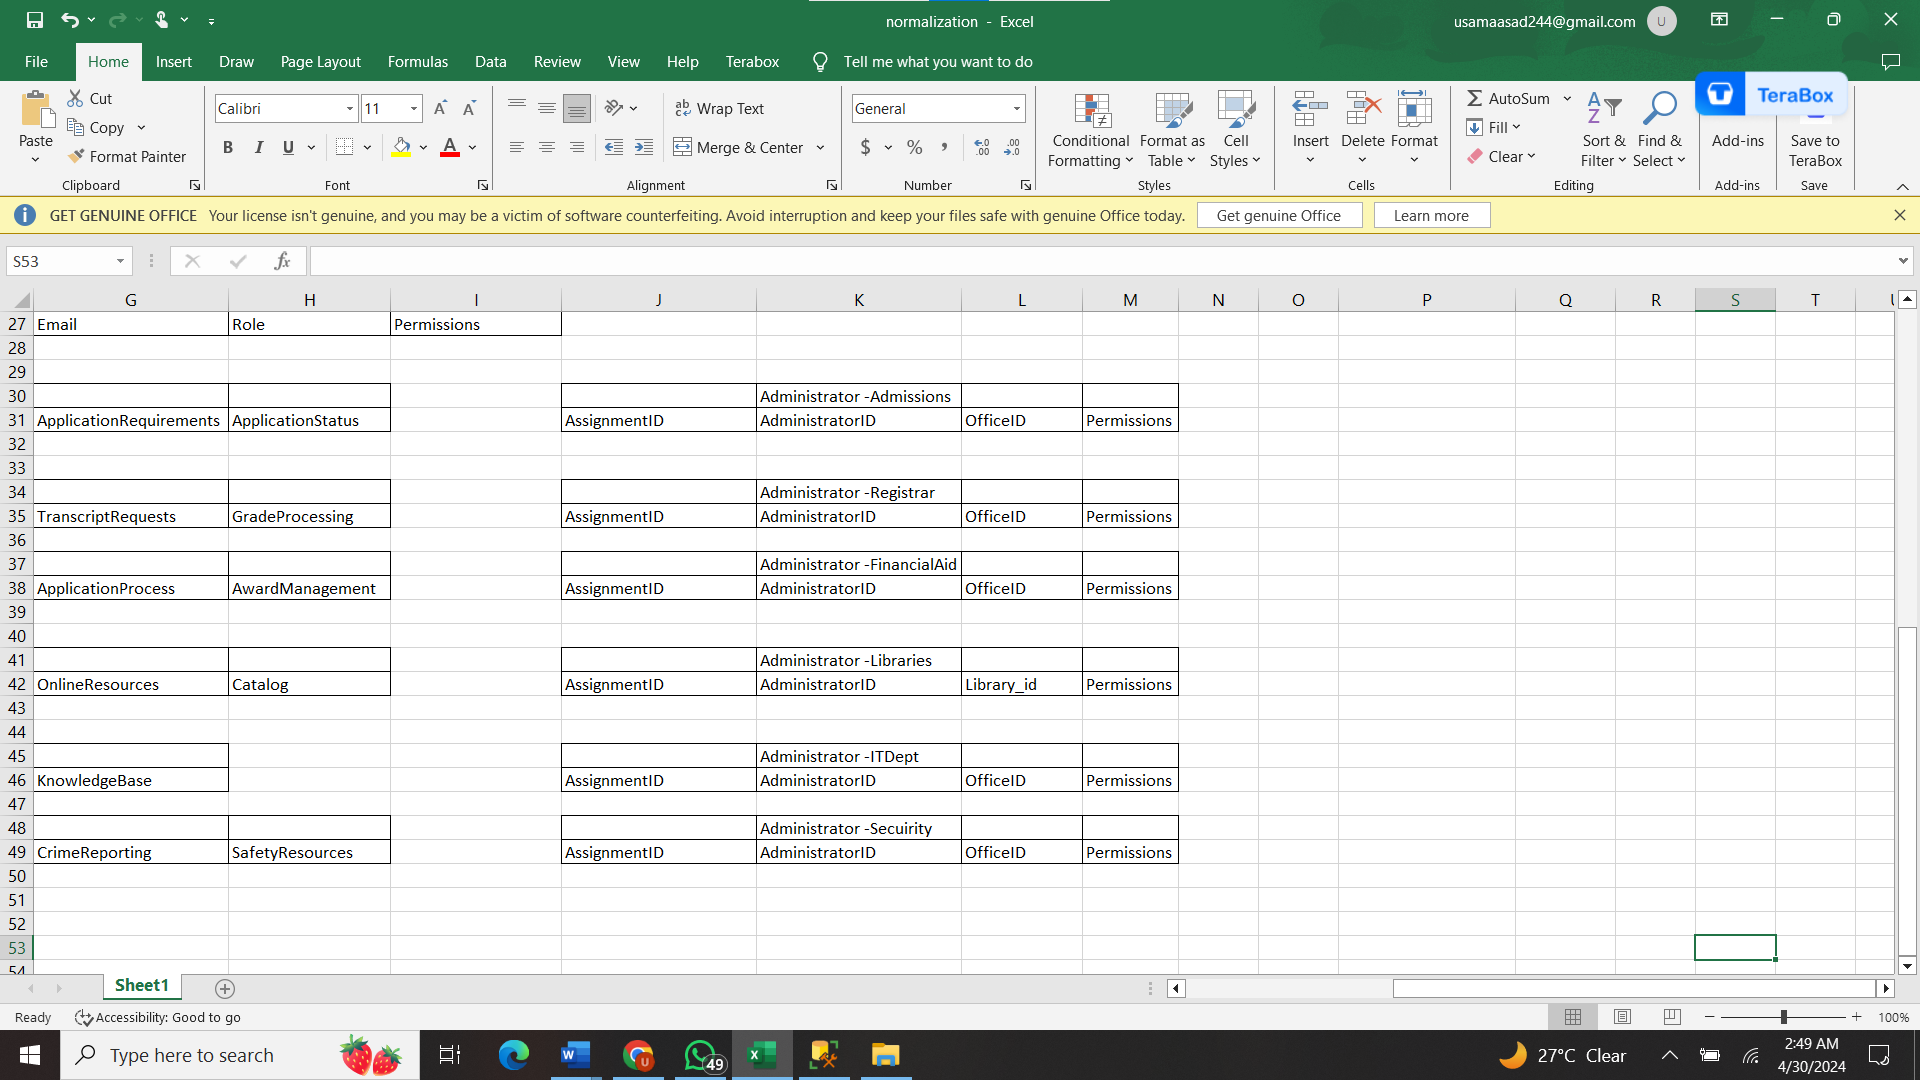 normalization - Excel
usamaasad244@gmail.com U
File Home Insert Draw Page Layout Formulas Data Review View Help Terabox Tell me what you want to do
Paste
Cut
Copy
Format Painter
Clipboard
Calibri 11
B I U
Font
Wrap Text
Merge & Center
Alignment
General
$ % ,
Number
Conditional Formatting
Format as Table
Cell Styles
Styles
Insert Delete Format
Cells
AutoSum
Fill
Clear
Sort & Filter
Find & Select
Editing
Add-ins
Add-ins
TeraBox
Save to TeraBox
Save
GET GENUINE OFFICE Your license isn't genuine, and you may be a victim of software counterfeiting. Avoid interruption and keep your files safe with genuine Office today. Get genuine Office Learn more
S53 fx
G H I J K L M N O P Q R S T
27 Email Role Permissions
28
29
30 Administrator -Admissions
31 ApplicationRequirements ApplicationStatus AssignmentID AdministratorID OfficeID Permissions
32
33
34 Administrator -Registrar
35 TranscriptRequests GradeProcessing AssignmentID AdministratorID OfficeID Permissions
36
37 Administrator -FinancialAid
38 ApplicationProcess AwardManagement AssignmentID AdministratorID OfficeID Permissions
39
40
41 Administrator -Libraries
42 OnlineResources Catalog AssignmentID AdministratorID Library_id Permissions
43
44
45 Administrator -ITDept
46 KnowledgeBase AssignmentID AdministratorID OfficeID Permissions
47
48 Administrator -Secuirity
49 CrimeReporting SafetyResources AssignmentID AdministratorID OfficeID Permissions
50
51
52
53
54
Sheet1
Ready Accessibility: Good to go 100%
Type here to search 49 27°C Clear 2:49 AM
4/30/2024